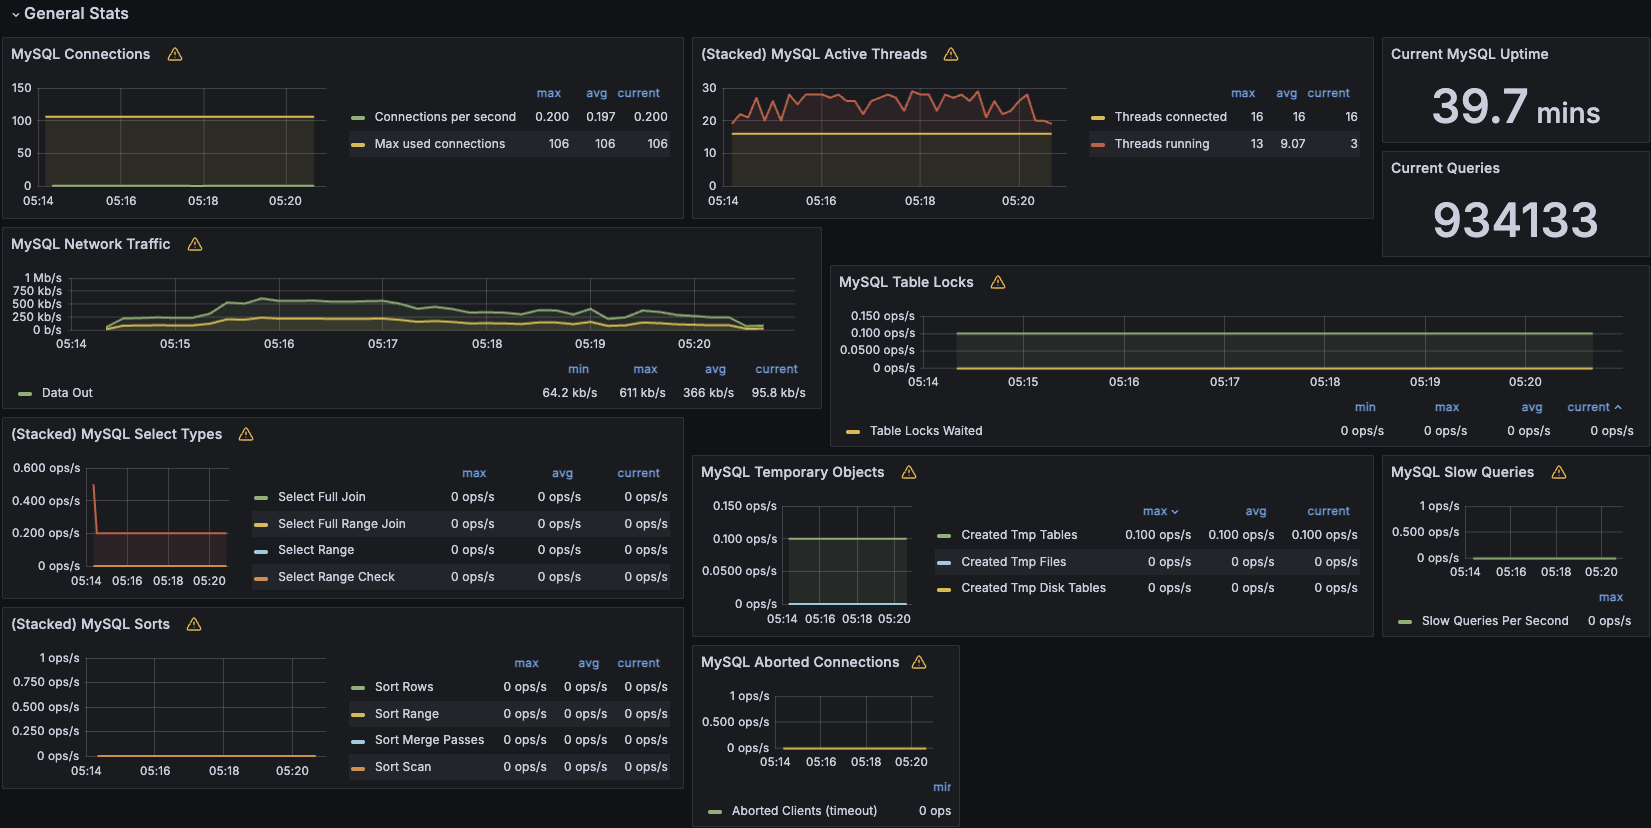 General Stats
MySQL Connections
150
100
50
0
05:14 05:16 05:18 05:20
max avg current
Connections per second 0.200 0.197 0.200
Max used connections 106 106 106
(Stacked) MySQL Active Threads
30
20
10
0
05:14 05:16 05:18 05:20
max avg current
Threads connected 16 16 16
Threads running 13 9.07 3
Current MySQL Uptime
39.7 mins
Current Queries
934133
MySQL Network Traffic
1 Mb/s
750 kb/s
500 kb/s
250 kb/s
0 b/s
05:14 05:15 05:16 05:17 05:18 05:19 05:20
min max avg current
Data Out 64.2 kb/s 611 kb/s 366 kb/s 95.8 kb/s
MySQL Table Locks
0.150 ops/s
0.100 ops/s
0.0500 ops/s
0 ops/s
05:14 05:15 05:16 05:17 05:18 05:19 05:20
min max avg current
Table Locks Waited 0 ops/s 0 ops/s 0 ops/s 0 ops/s
(Stacked) MySQL Select Types
0.600 ops/s
0.400 ops/s
0.200 ops/s
0 ops/s
05:14 05:16 05:18 05:20
max avg current
Select Full Join 0 ops/s 0 ops/s 0 ops/s
Select Full Range Join 0 ops/s 0 ops/s 0 ops/s
Select Range 0 ops/s 0 ops/s 0 ops/s
Select Range Check 0 ops/s 0 ops/s 0 ops/s
MySQL Temporary Objects
0.150 ops/s
0.100 ops/s
0.0500 ops/s
0 ops/s
05:14 05:16 05:18 05:20
max avg current
Created Tmp Tables 0.100 ops/s 0.100 ops/s 0.100 ops/s
Created Tmp Files 0 ops/s 0 ops/s 0 ops/s
Created Tmp Disk Tables 0 ops/s 0 ops/s 0 ops/s
MySQL Slow Queries
1 ops/s
0.500 ops/s
0 ops/s
05:14 05:16 05:18 05:20
max
Slow Queries Per Second 0 ops/s
(Stacked) MySQL Sorts
1 ops/s
0.750 ops/s
0.500 ops/s
0.250 ops/s
0 ops/s
05:14 05:16 05:18 05:20
max avg current
Sort Rows 0 ops/s 0 ops/s 0 ops/s
Sort Range 0 ops/s 0 ops/s 0 ops/s
Sort Merge Passes 0 ops/s 0 ops/s 0 ops/s
Sort Scan 0 ops/s 0 ops/s 0 ops/s
MySQL Aborted Connections
1 ops/s
0.500 ops/s
0 ops/s
05:14 05:16 05:18 05:20
min
Aborted Clients (timeout) 0 ops